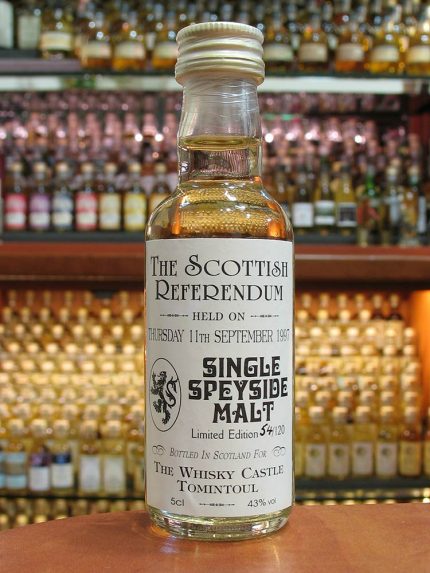 The Scottish
Referendum
HELD ON
THURSDAY 11TH SEPTEMBER 1997
SINGLE
SPEYSIDE
MALT
Limited Edition 54/120
Bottled In Scotland For
The Whisky Castle
Tomintoul
5cl 43% vol